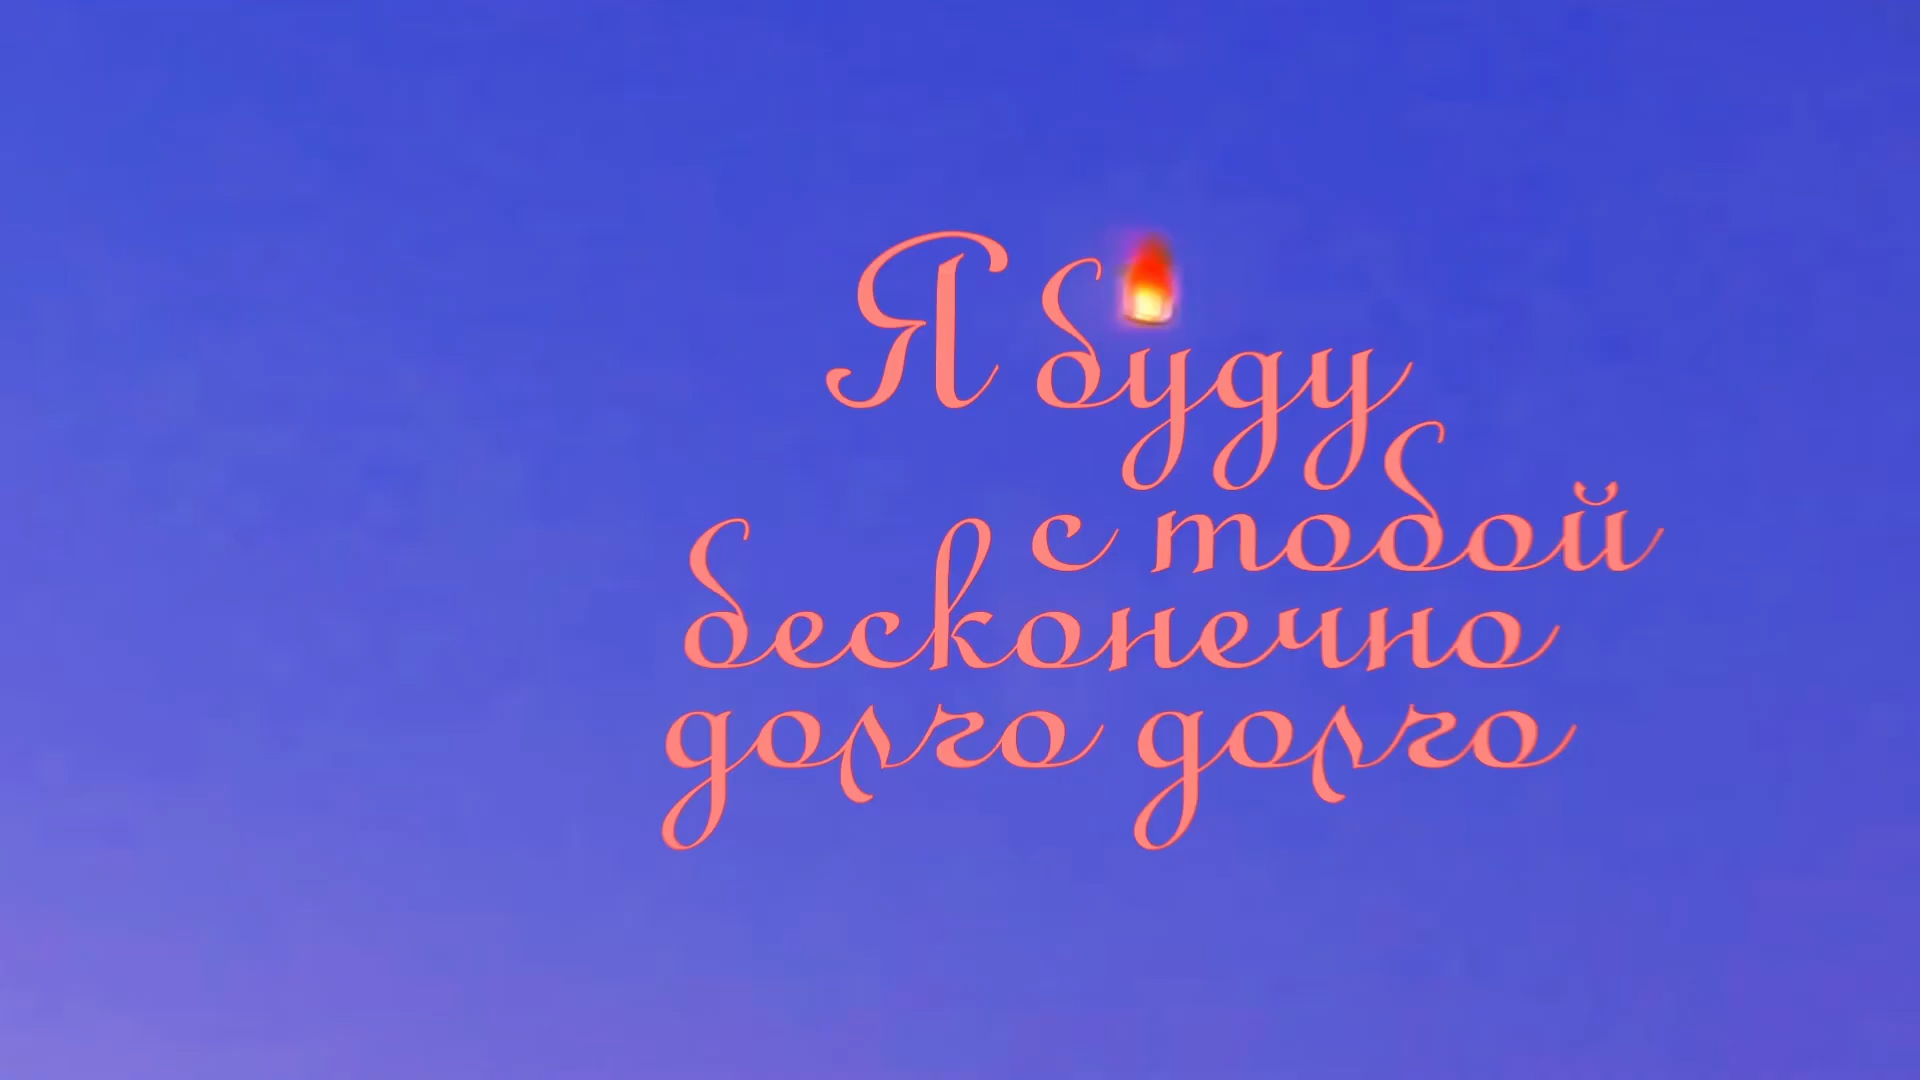 Я буду
с тобой
бесконечно
долго долго